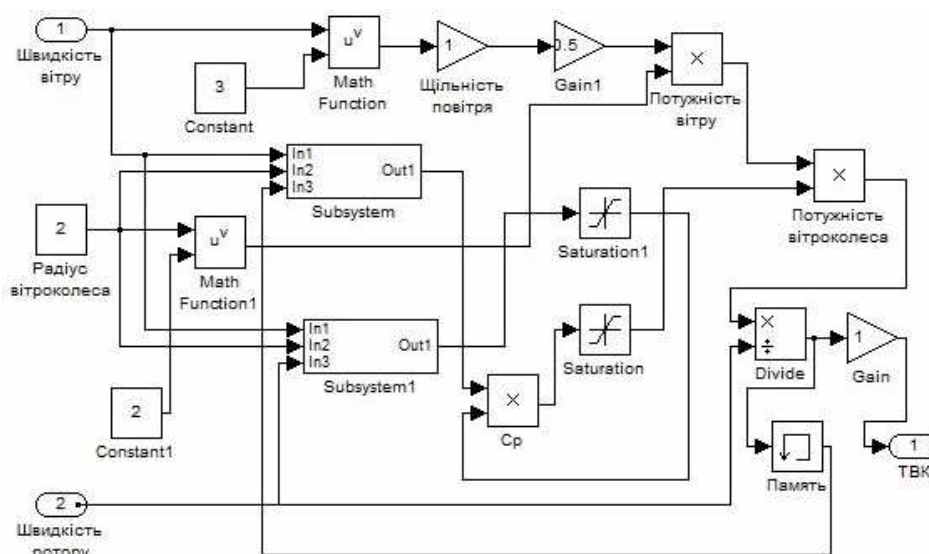 1
Швидкість
вітру
u^v
Math
Function
3
Constant
1
Щільність
повітря
0.5
Gain1
×
Потужність
вітру
In1
In2
In3
Out1
Subsystem
×
Потужність
вітроколеса
2
Радіус
вітроколеса
u^v
Math
Function1
Saturation1
In1
In2
In3
Out1
Subsystem1
Saturation
×
÷
Divide
1
Gain
2
Constant1
×
Cp
Память
1
ТВК
2
Швидкість
ротору